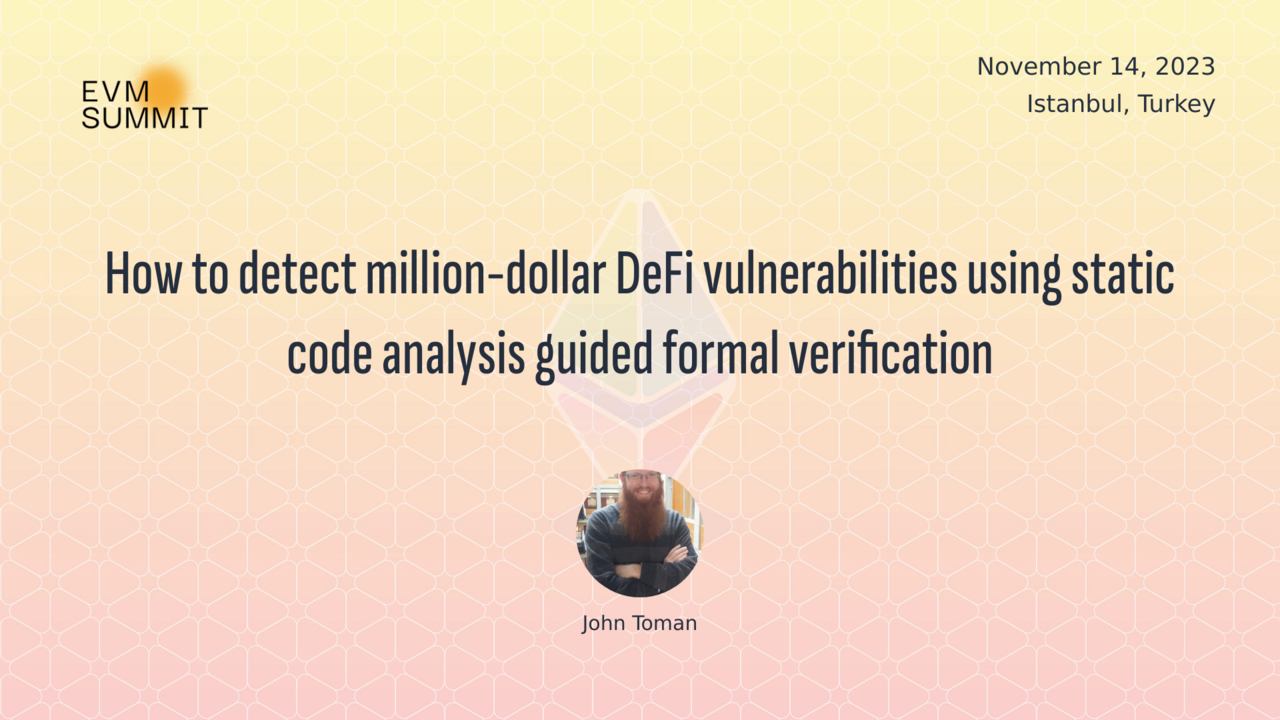 EVM
SUMMIT
November 14, 2023
Istanbul, Turkey
How to detect million-dollar DeFi vulnerabilities using static
code analysis guided formal verification
John Toman